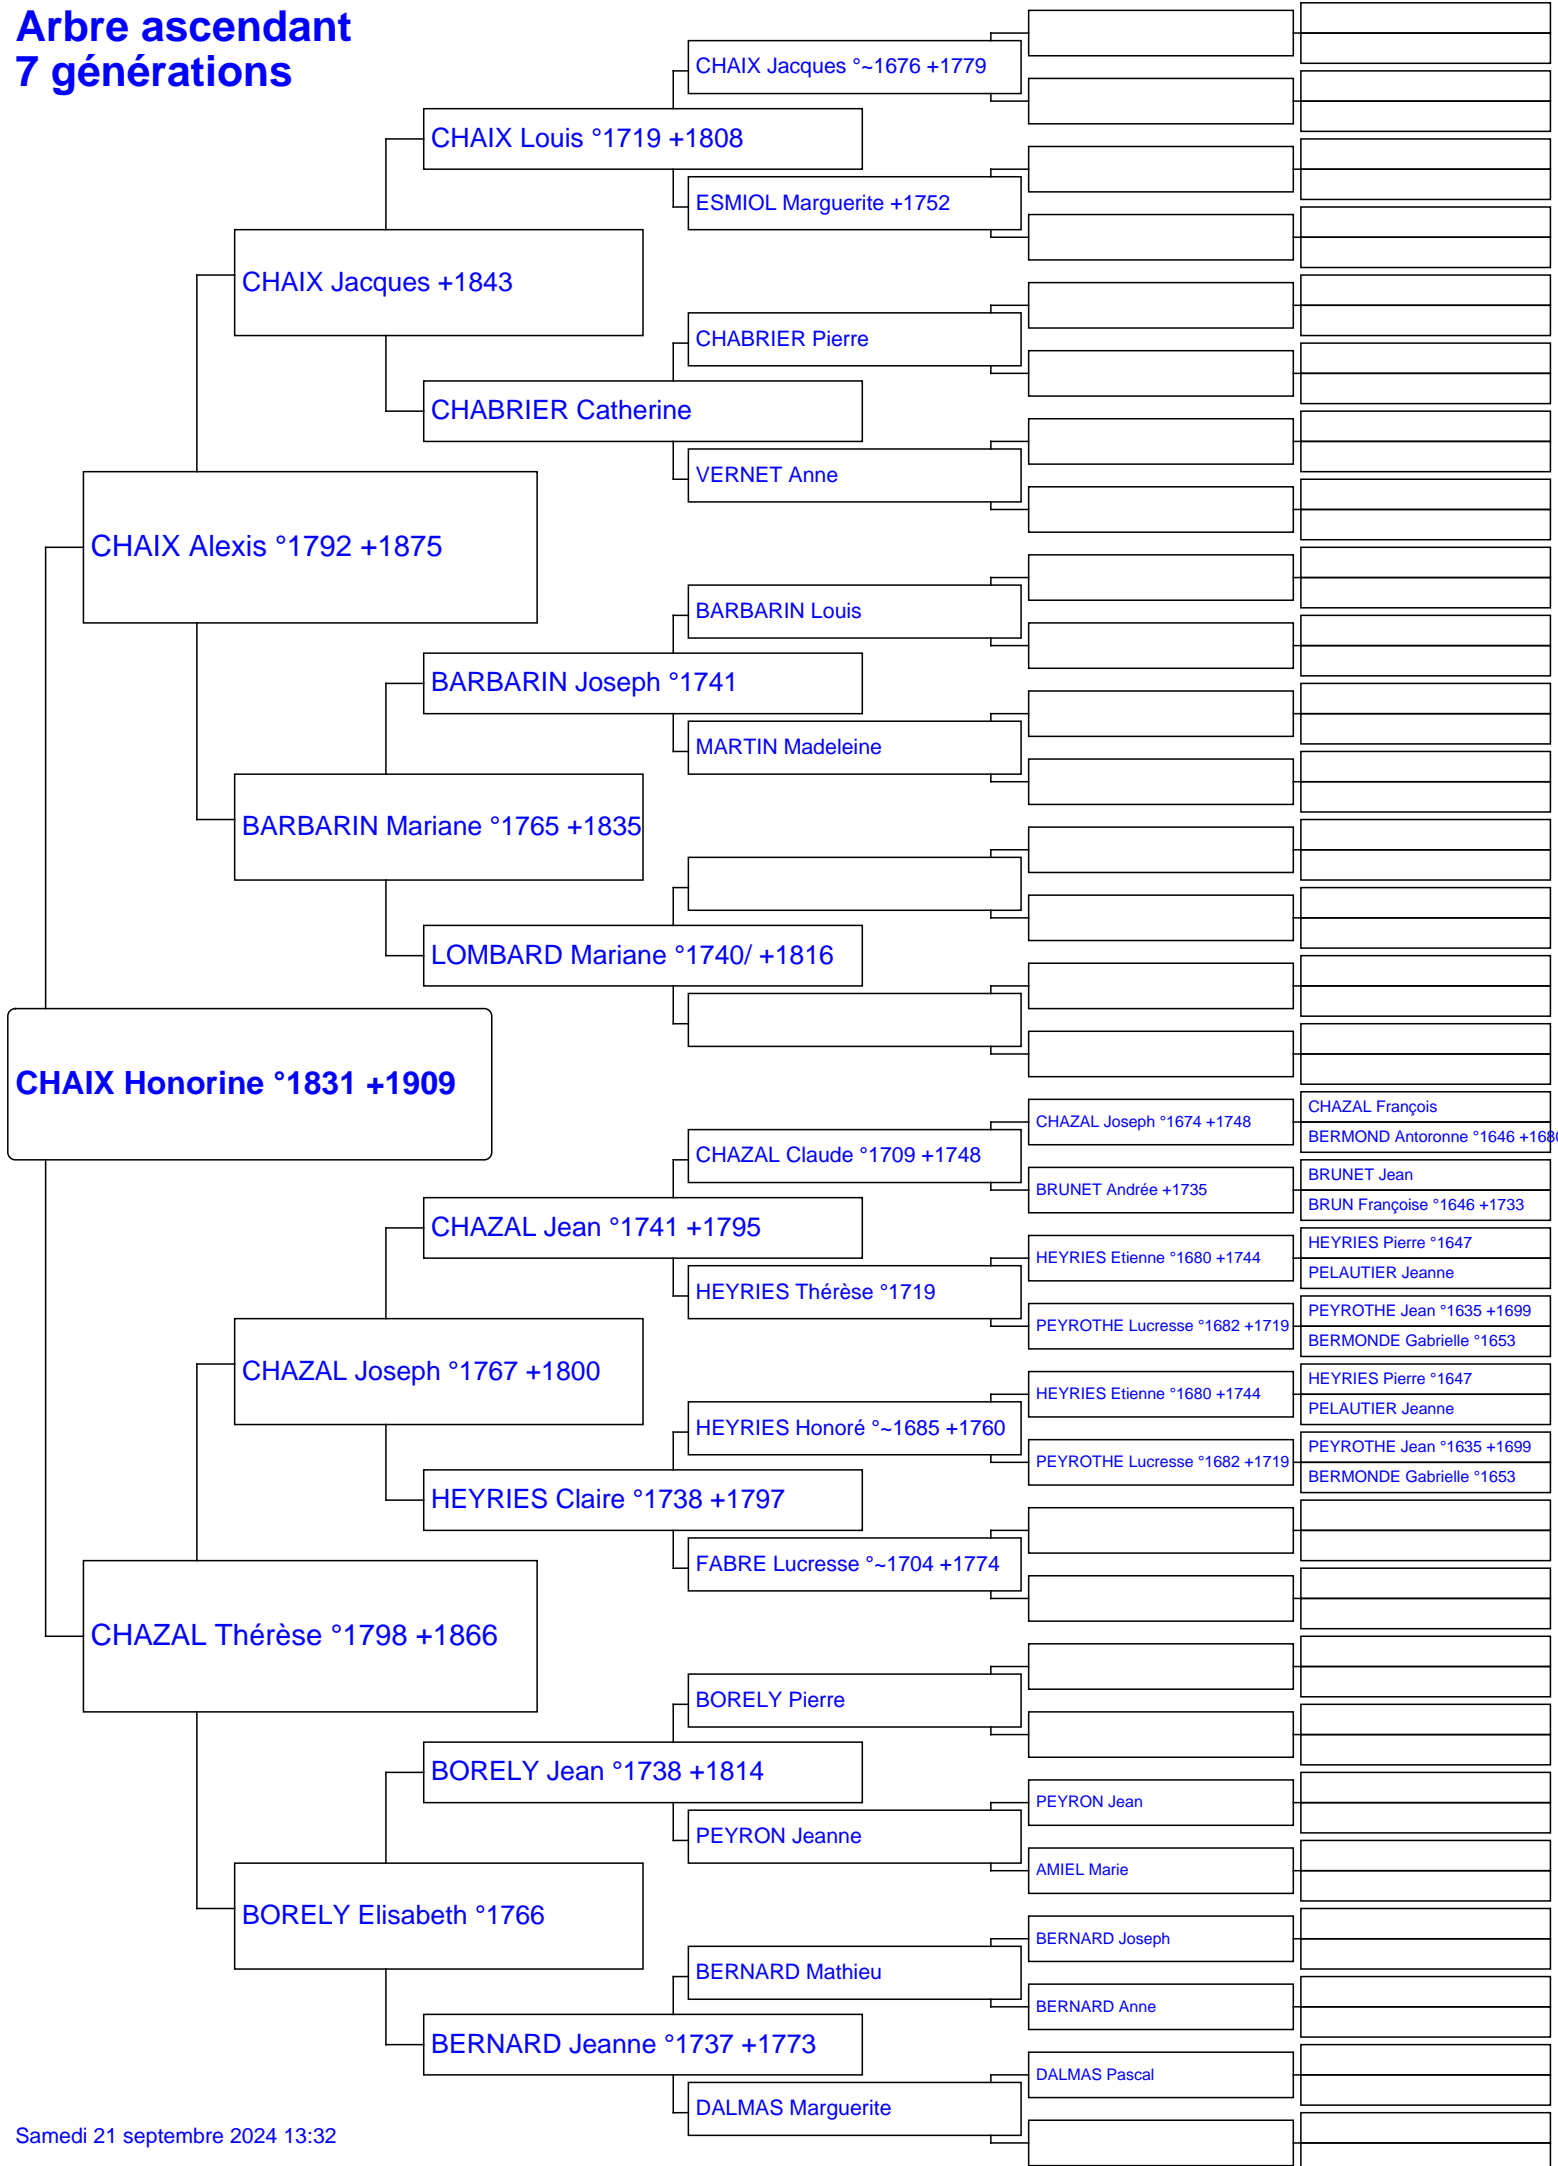 Arbre ascendant
7 générations
CHAIX Jacques °~1676 +1779
CHAIX Louis °1719 +1808
ESMIOL Marguerite +1752
CHAIX Jacques +1843
CHABRIER Pierre
CHABRIER Catherine
VERNET Anne
CHAIX Alexis °1792 +1875
BARBARIN Louis
BARBARIN Joseph °1741
MARTIN Madeleine
BARBARIN Mariane °1765 +1835
LOMBARD Mariane °1740/ +1816
CHAIX Honorine °1831 +1909
CHAZAL François
CHAZAL Joseph °1674 +1748
BERMOND Antoronne °1646 +1680
CHAZAL Claude °1709 +1748
BRUNET Jean
BRUNET Andrée +1735
BRUN Françoise °1646 +1733
CHAZAL Jean °1741 +1795
HEYRIES Pierre °1647
HEYRIES Etienne °1680 +1744
PELAUTIER Jeanne
HEYRIES Thérèse °1719
PEYROTHE Jean °1635 +1699
PEYROTHE Lucresse °1682 +1719
BERMONDE Gabrielle °1653
CHAZAL Joseph °1767 +1800
HEYRIES Pierre °1647
HEYRIES Etienne °1680 +1744
PELAUTIER Jeanne
HEYRIES Honoré °~1685 +1760
PEYROTHE Jean °1635 +1699
PEYROTHE Lucresse °1682 +1719
BERMONDE Gabrielle °1653
HEYRIES Claire °1738 +1797
FABRE Lucresse °~1704 +1774
CHAZAL Thérèse °1798 +1866
BORELY Pierre
BORELY Jean °1738 +1814
PEYRON Jean
PEYRON Jeanne
AMIEL Marie
BORELY Elisabeth °1766
BERNARD Joseph
BERNARD Mathieu
BERNARD Anne
BERNARD Jeanne °1737 +1773
DALMAS Pascal
DALMAS Marguerite
Samedi 21 septembre 2024 13:32